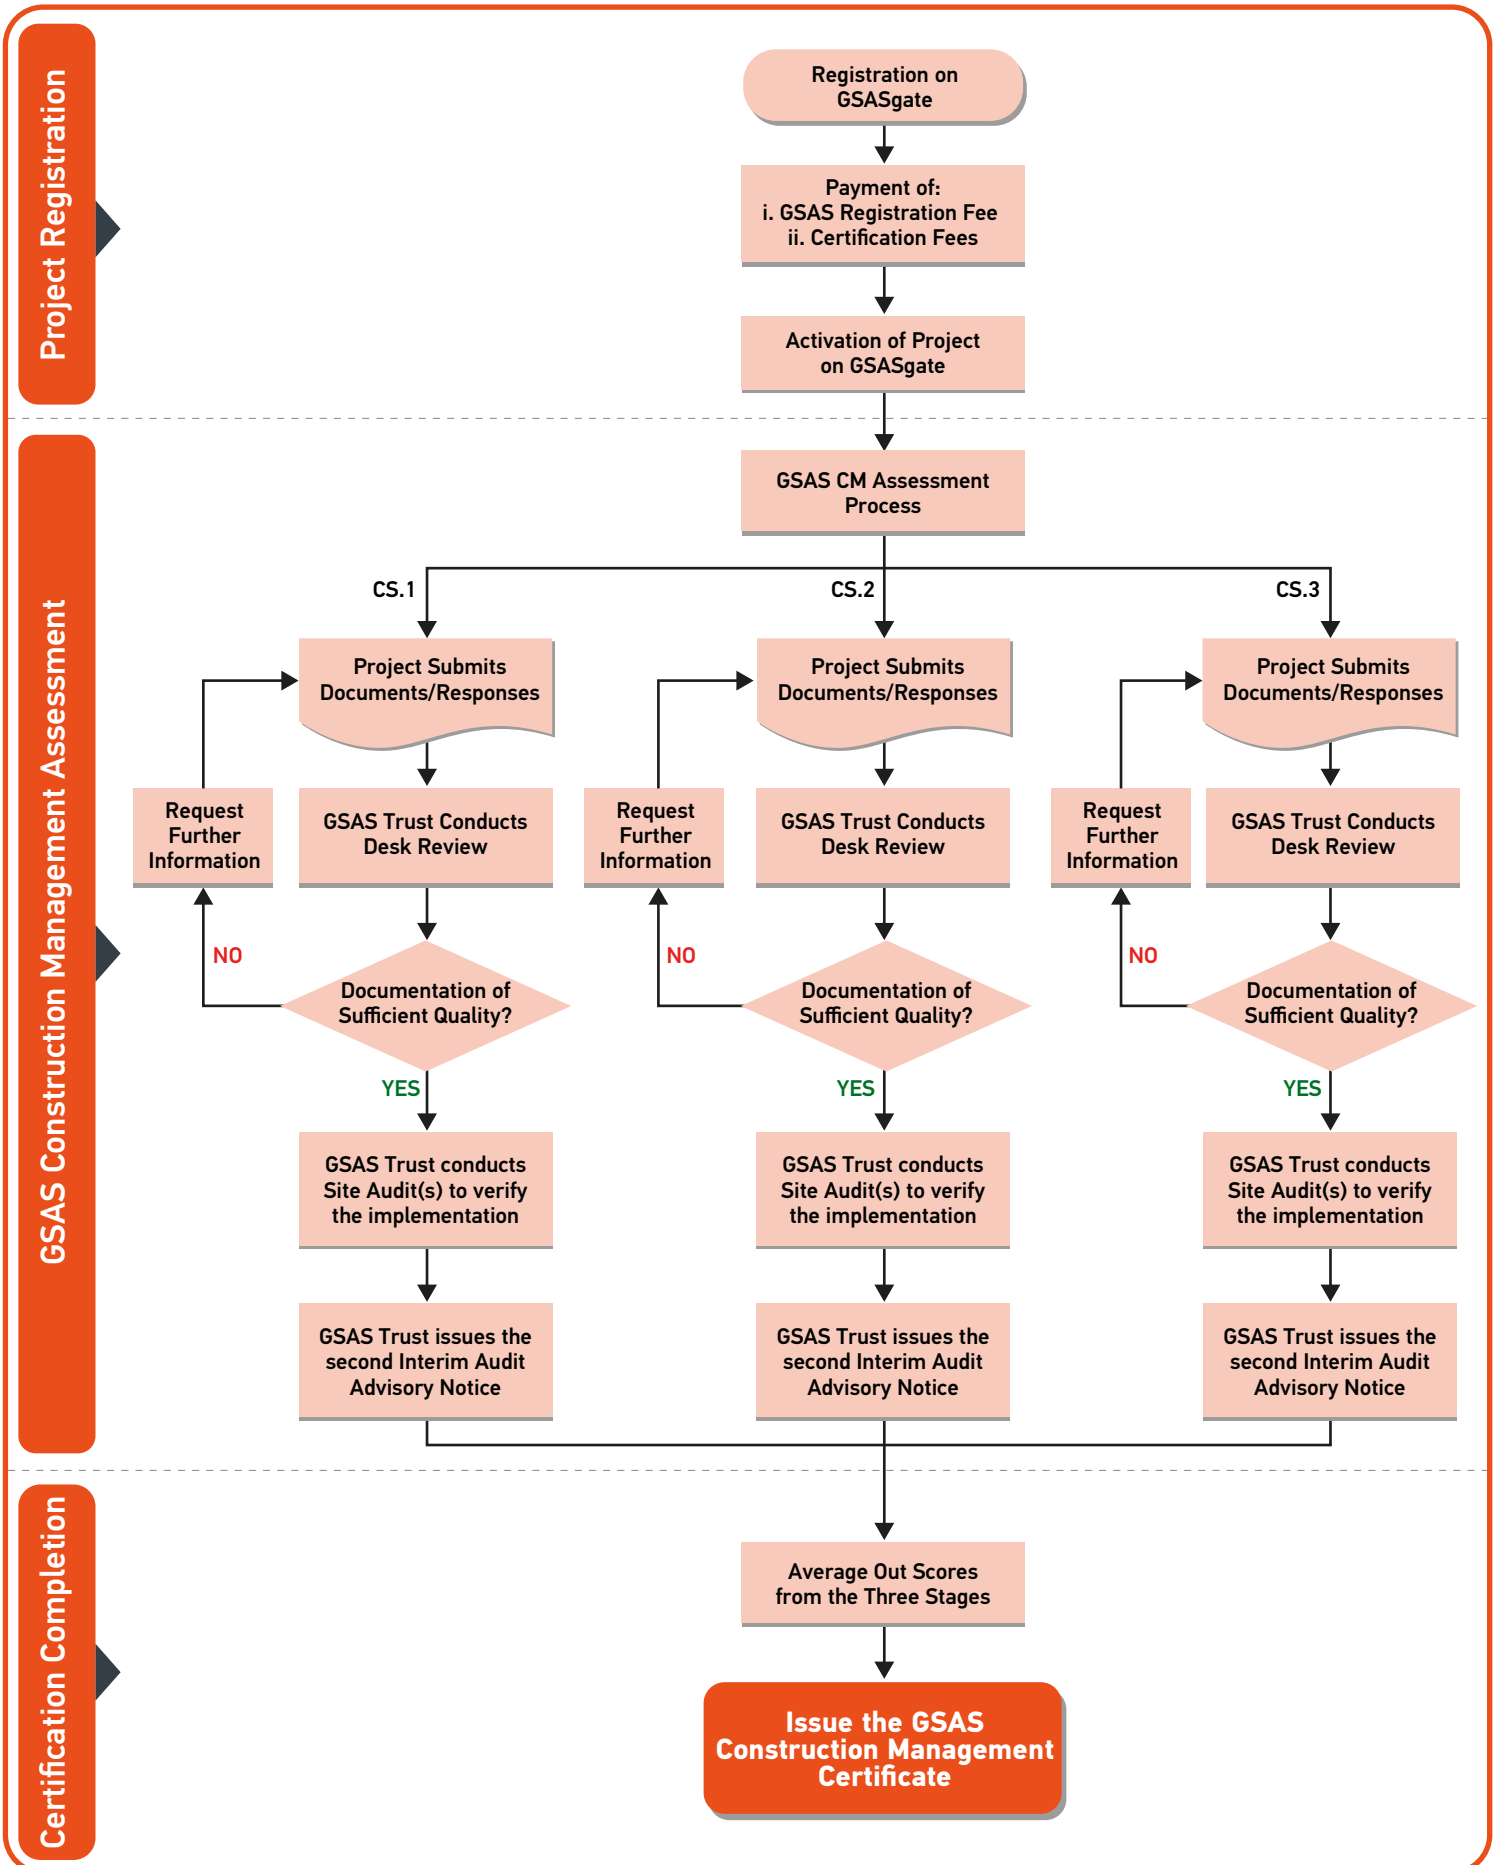 Project Registration
Registration on
GSASgate
Payment of:
i. GSAS Registration Fee
ii. Certification Fees
Activation of Project
on GSASgate
GSAS Construction Management Assessment
GSAS CM Assessment
Process
CS.1
Project Submits
Documents/Responses
Request
Further
Information
GSAS Trust Conducts
Desk Review
NO
Documentation of
Sufficient Quality?
YES
GSAS Trust conducts
Site Audit(s) to verify
the implementation
GSAS Trust issues the
second Interim Audit
Advisory Notice
CS.2
Project Submits
Documents/Responses
Request
Further
Information
GSAS Trust Conducts
Desk Review
NO
Documentation of
Sufficient Quality?
YES
GSAS Trust conducts
Site Audit(s) to verify
the implementation
GSAS Trust issues the
second Interim Audit
Advisory Notice
CS.3
Project Submits
Documents/Responses
Request
Further
Information
GSAS Trust Conducts
Desk Review
NO
Documentation of
Sufficient Quality?
YES
GSAS Trust conducts
Site Audit(s) to verify
the implementation
GSAS Trust issues the
second Interim Audit
Advisory Notice
Certification Completion
Average Out Scores
from the Three Stages
Issue the GSAS
Construction Management
Certificate